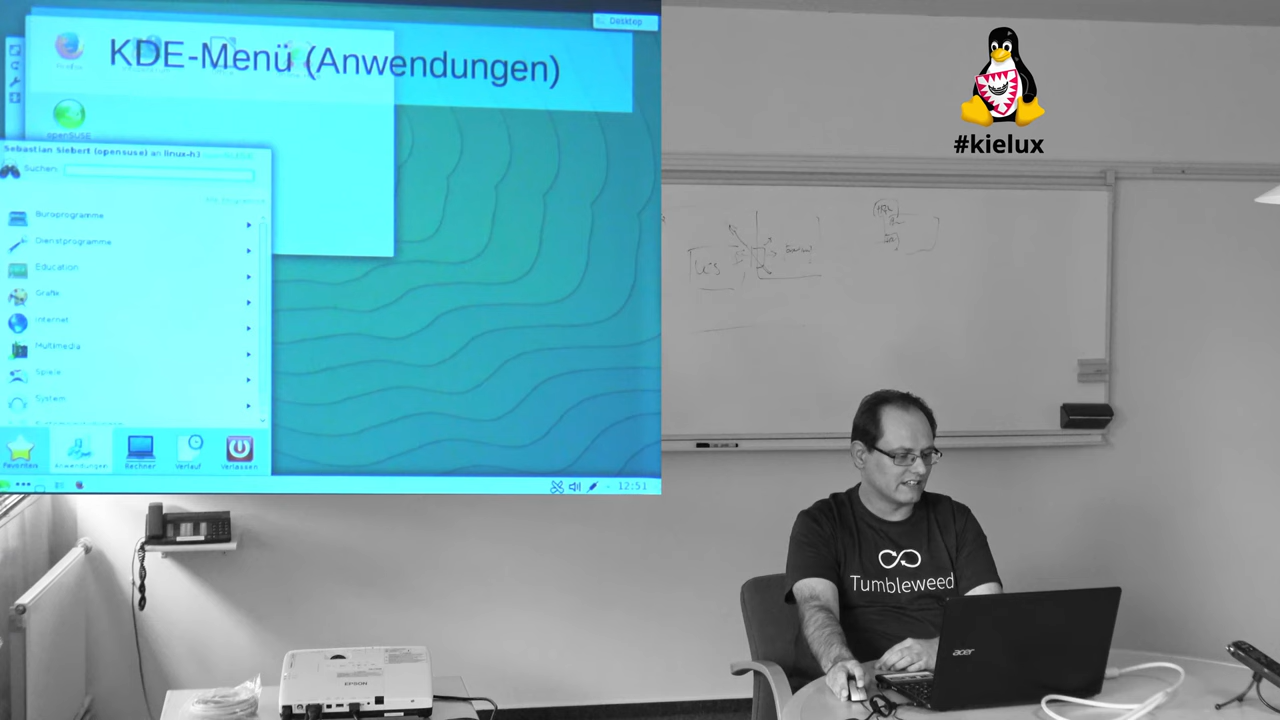 Desktop
KDE-Menü (Anwendungen)
openSUSE
Sebastian Siebert (opensuse) an linux-h)
Suchen:
Büroprogramme
Dienstprogramme
Education
Grafik
Internet
Multimedia
Spiele
System
Favoriten
Anwendungen
Rechner
Verlauf
Verlassen
12:51
#kielux
Tumbleweed
acer
EPSON